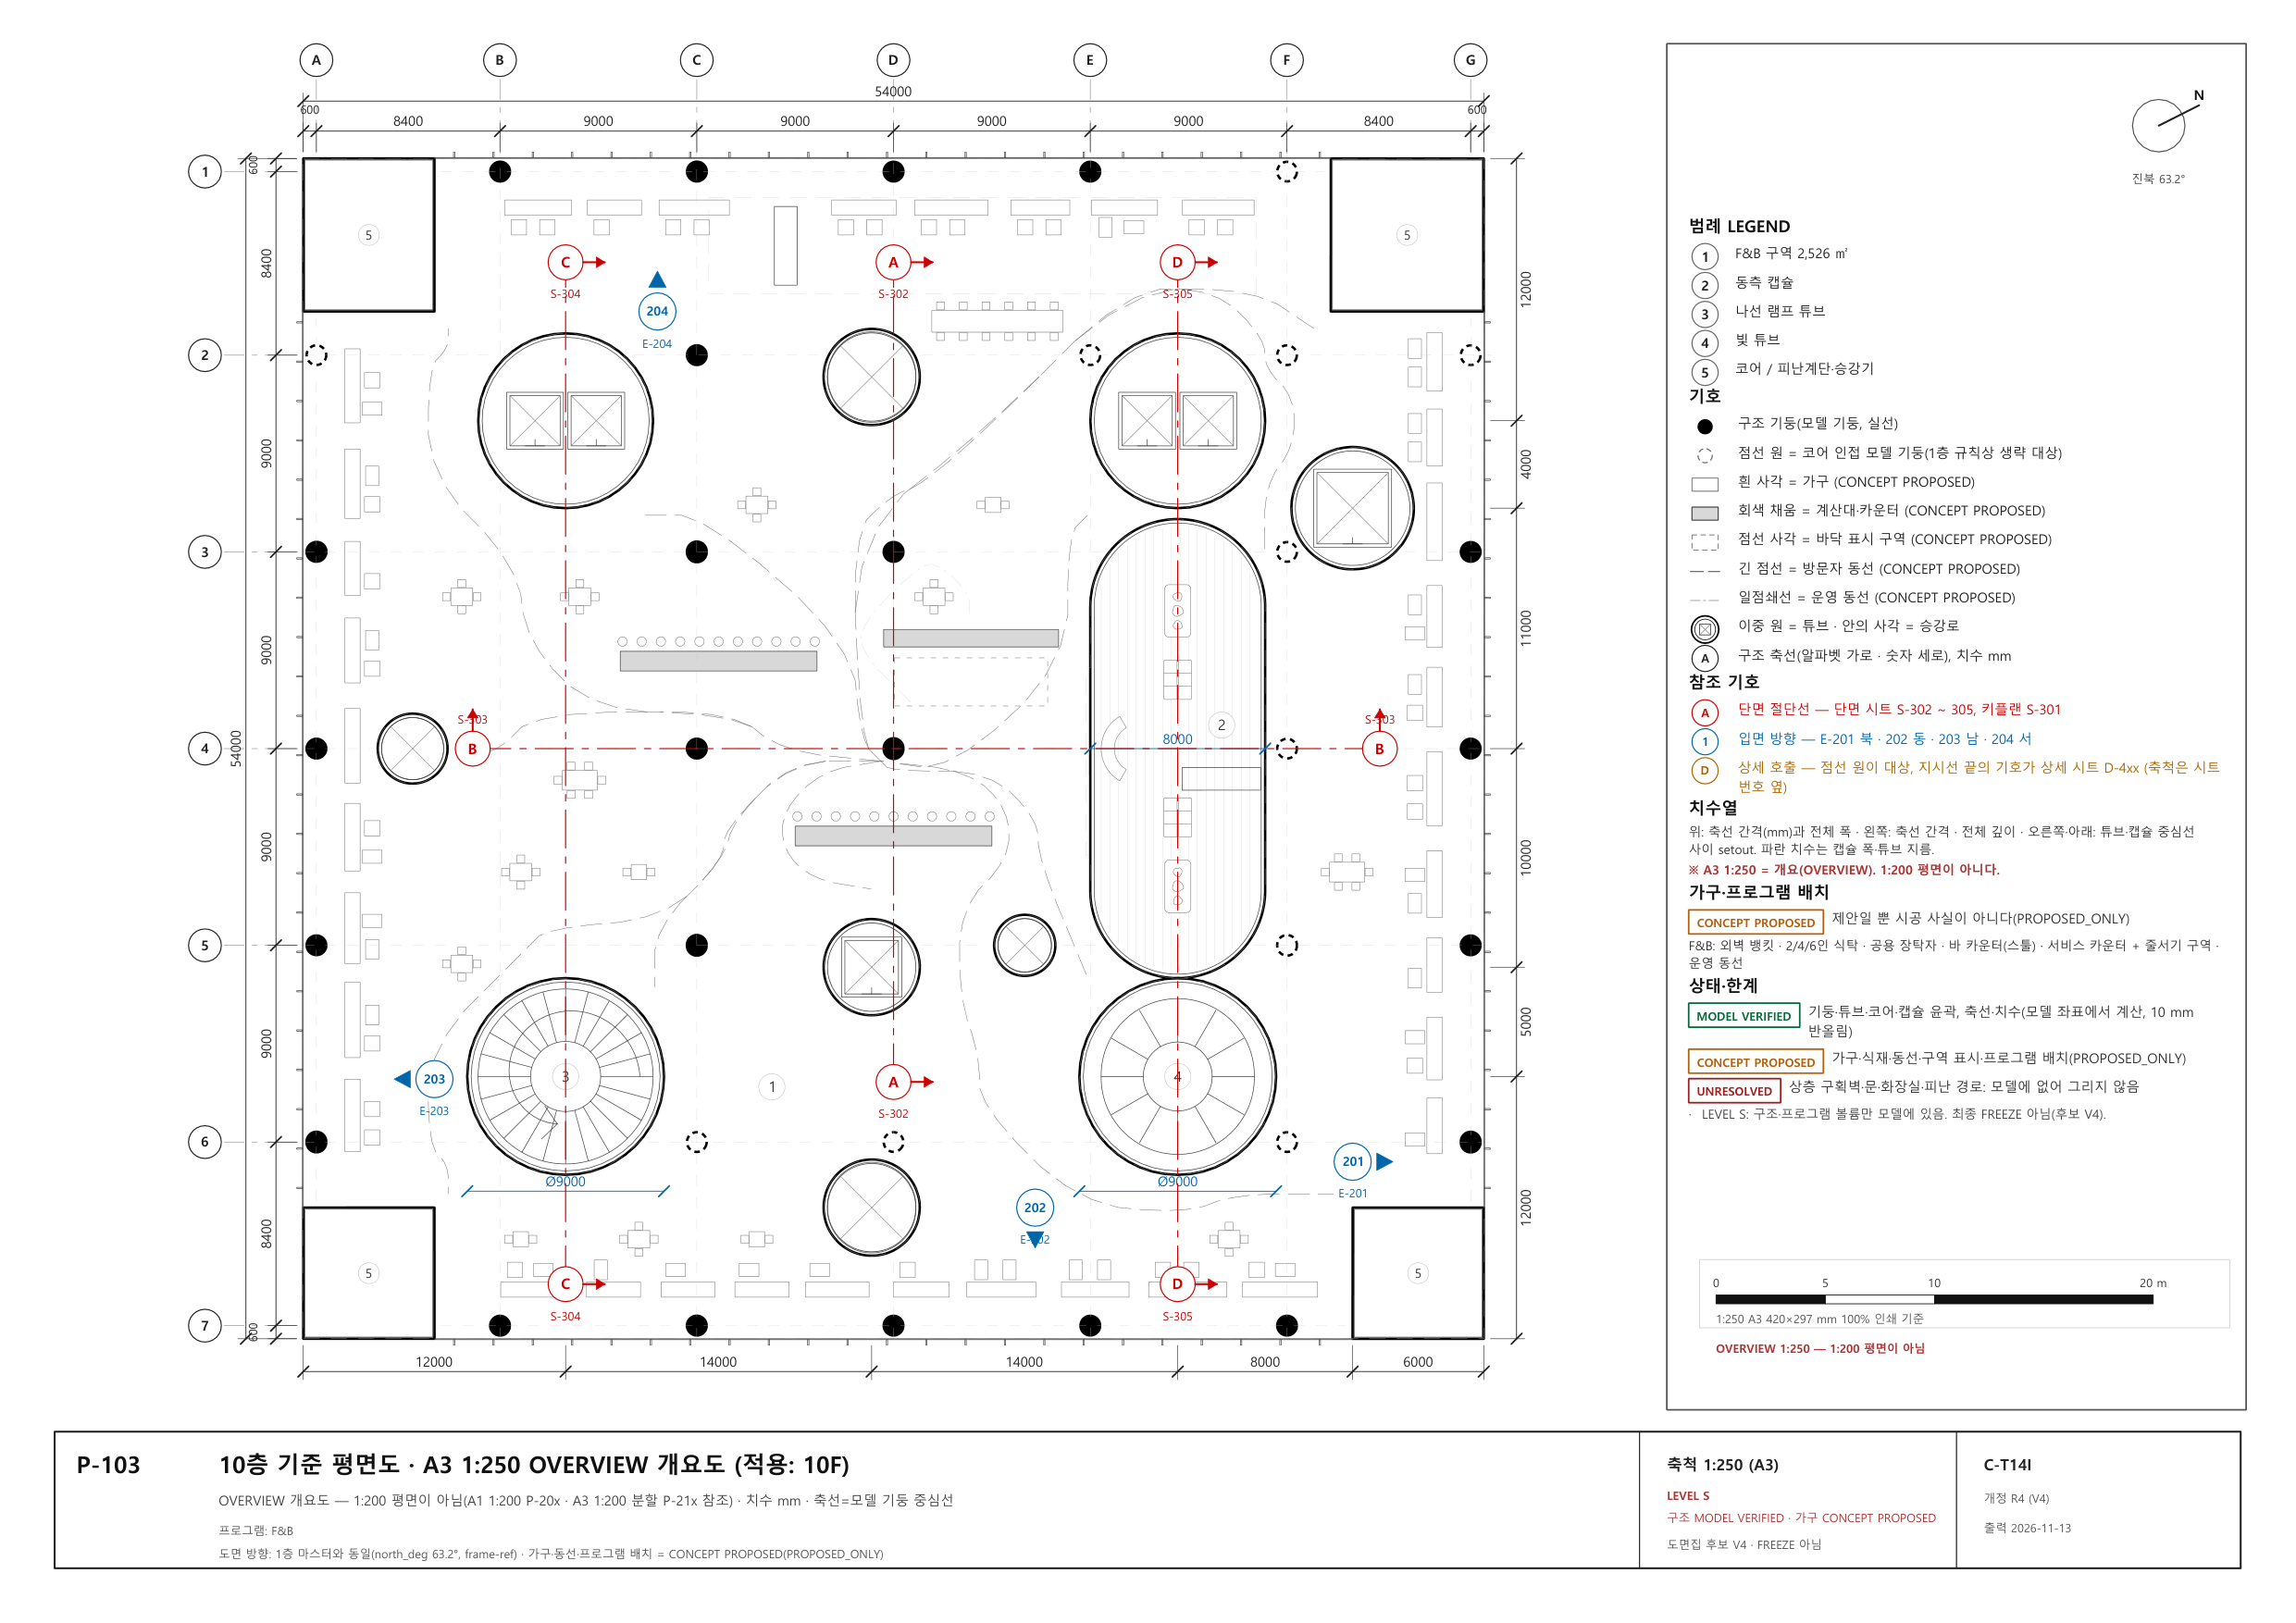 A B C D E F G
54000
600 8400 9000 9000 9000 9000 8400 600
1
2
3
4
5
6
7
600
8400
9000
9000
54000
9000
9000
8400
600
12000
4000
11000
10000
5000
12000
12000 14000 14000 8000 6000
5
5
C
S-304
A
S-302
D
S-305
204
E-204
S-303
B
S-303
B
2
8000
203
E-203
3
1
A
S-302
4
201
E-201
Ø9000
Ø9000
202
E-202
5
5
C
S-304
D
S-305
N
진북 63.2°
범례 LEGEND
1 F&B 구역 2,526 ㎡
2 동측 캡슐
3 나선 램프 튜브
4 빛 튜브
5 코어 / 피난계단·승강기
기호
구조 기둥(모델 기둥, 실선)
점선 원 = 코어 인접 모델 기둥(1층 규칙상 생략 대상)
흰 사각 = 가구 (CONCEPT PROPOSED)
회색 채움 = 계산대·카운터 (CONCEPT PROPOSED)
점선 사각 = 바닥 표시 구역 (CONCEPT PROPOSED)
긴 점선 = 방문자 동선 (CONCEPT PROPOSED)
일점쇄선 = 운영 동선 (CONCEPT PROPOSED)
이중 원 = 튜브 · 안의 사각 = 승강로
A 구조 축선(알파벳 가로 · 숫자 세로), 치수 mm
참조 기호
A 단면 절단선 — 단면 시트 S-302 ~ 305, 키플랜 S-301
1 입면 방향 — E-201 북 · 202 동 · 203 남 · 204 서
D 상세 호출 — 점선 원이 대상, 지시선 끝의 기호가 상세 시트 D-4xx (축척은 시트
번호 옆)
치수열
위: 축선 간격(mm)과 전체 폭 · 왼쪽: 축선 간격 · 전체 깊이 · 오른쪽·아래: 튜브·캡슐 중심선
사이 setout. 파란 치수는 캡슐 폭·튜브 지름.
※ A3 1:250 = 개요(OVERVIEW). 1:200 평면이 아니다.
가구·프로그램 배치
CONCEPT PROPOSED 제안일 뿐 시공 사실이 아니다(PROPOSED_ONLY)
F&B: 외벽 뱅킷 · 2/4/6인 식탁 · 공용 장탁자 · 바 카운터(스툴) · 서비스 카운터 + 줄서기 구역 ·
운영 동선
상태·한계
MODEL VERIFIED 기둥·튜브·코어·캡슐 윤곽, 축선·치수(모델 좌표에서 계산, 10 mm
반올림)
CONCEPT PROPOSED 가구·식재·동선·구역 표시·프로그램 배치(PROPOSED_ONLY)
UNRESOLVED 상층 구획벽·문·화장실·피난 경로: 모델에 없어 그리지 않음
· LEVEL S: 구조·프로그램 볼륨만 모델에 있음. 최종 FREEZE 아님(후보 V4).
0 5 10 20 m
1:250 A3 420×297 mm 100% 인쇄 기준
OVERVIEW 1:250 — 1:200 평면이 아님
P-103
10층 기준 평면도 · A3 1:250 OVERVIEW 개요도 (적용: 10F)
OVERVIEW 개요도 — 1:200 평면이 아님(A1 1:200 P-20x · A3 1:200 분할 P-21x 참조) · 치수 mm · 축선=모델 기둥 중심선
프로그램: F&B
도면 방향: 1층 마스터와 동일(north_deg 63.2°, frame-ref) · 가구·동선·프로그램 배치 = CONCEPT PROPOSED(PROPOSED_ONLY)
축척 1:250 (A3)
LEVEL S
구조 MODEL VERIFIED · 가구 CONCEPT PROPOSED
도면집 후보 V4 · FREEZE 아님
C-T14I
개정 R4 (V4)
출력 2026-11-13